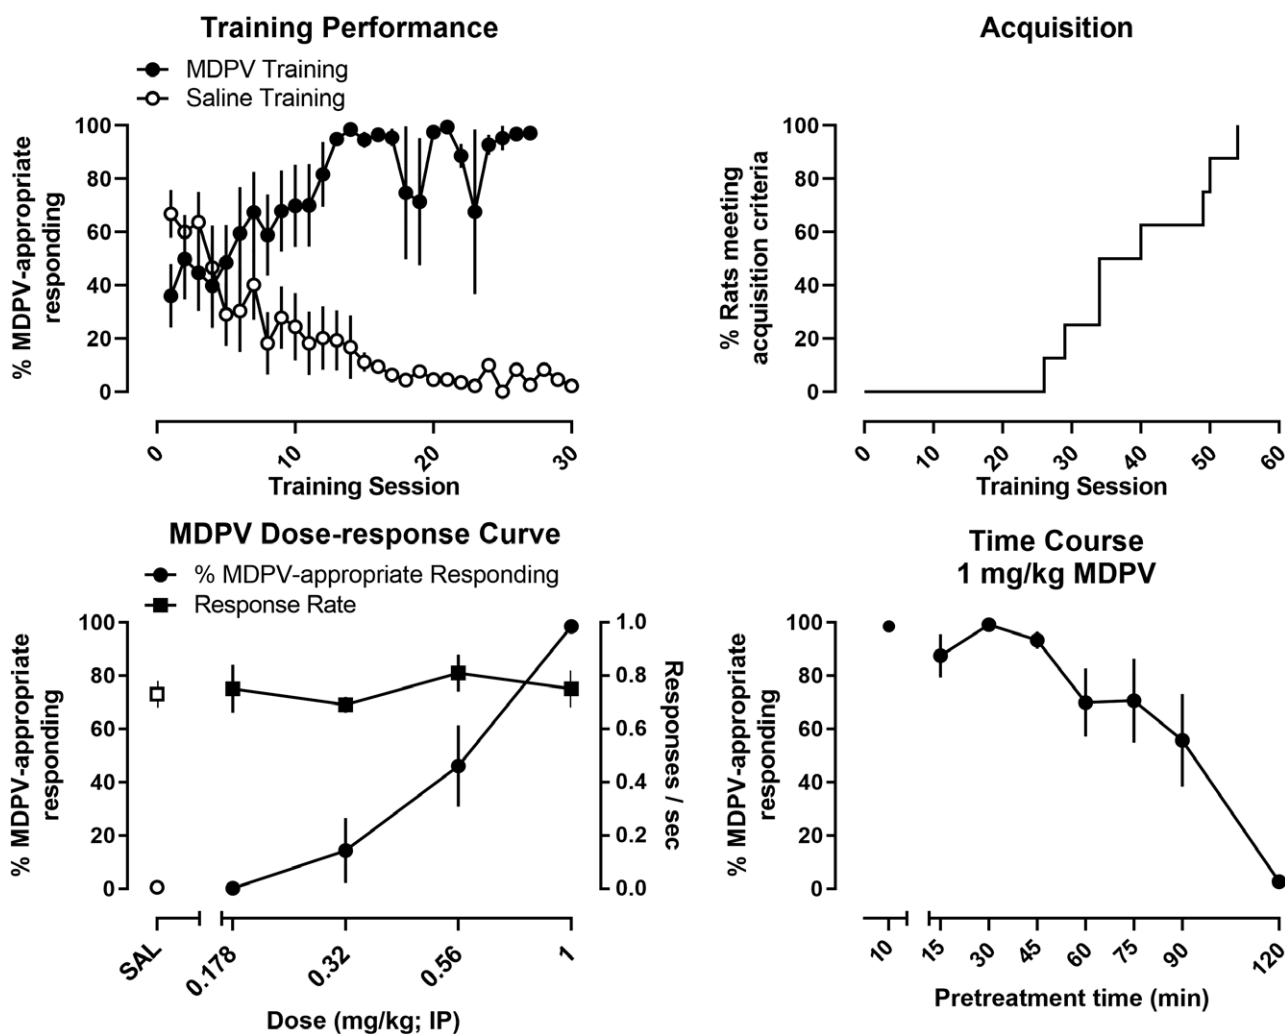 Training Performance
MDPV Training
Saline Training
% MDPV-appropriate
responding
100
80
60
40
20
0
0
10
20
30
Training Session
Acquisition
% Rats meeting
acquisition criteria
100
80
60
40
20
0
0
10
20
30
40
50
60
Training Session
MDPV Dose-response Curve
% MDPV-appropriate Responding
Response Rate
% MDPV-appropriate
responding
100
80
60
40
20
0
1.0
0.8
0.6
0.4
0.2
0.0
Responses / sec
SAL
0.178
0.32
0.56
1
Dose (mg/kg; IP)
Time Course
1 mg/kg MDPV
% MDPV-appropriate
responding
100
80
60
40
20
0
10
15
30
45
60
75
90
120
Pretreatment time (min)